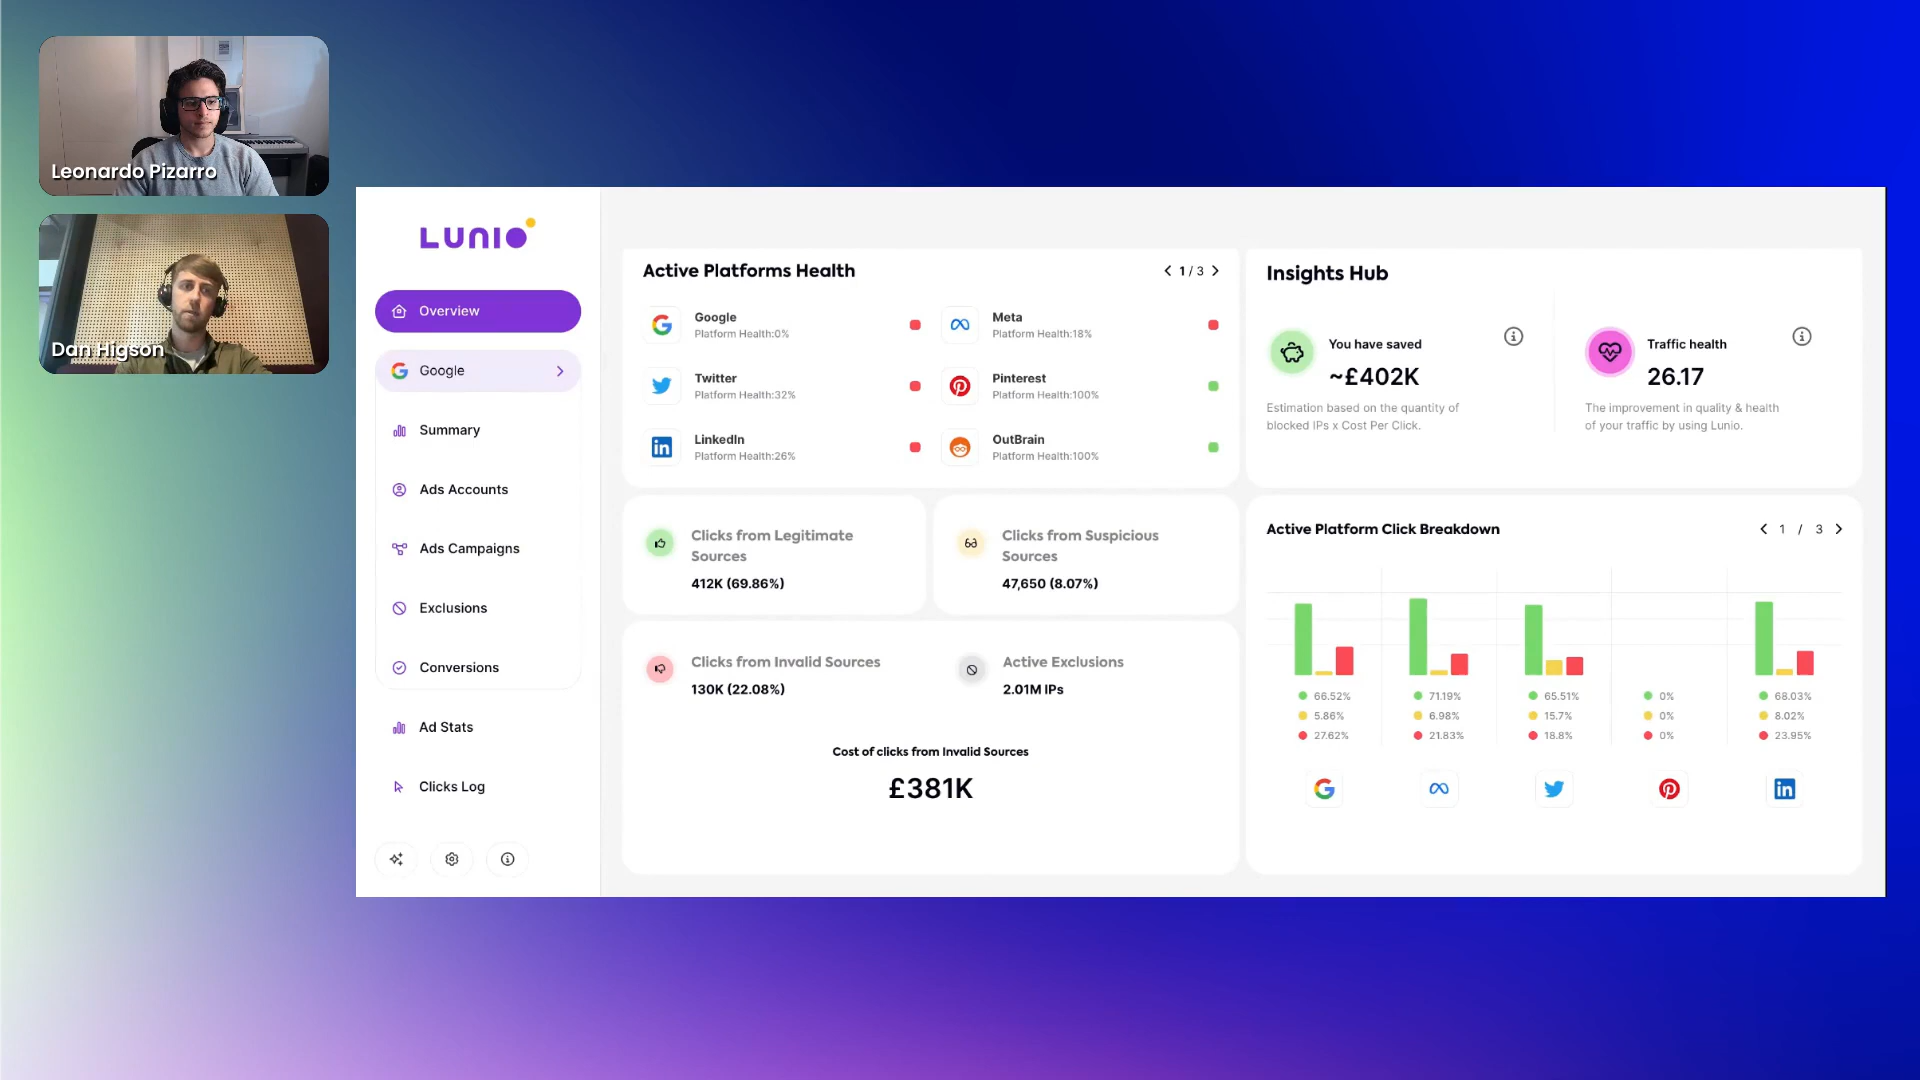 Leonardo Pizarro
Dan Higson
LUNIO
Overview
Google
Summary
Ads Accounts
Ads Campaigns
Exclusions
Conversions
Ad Stats
Clicks Log
Active Platforms Health
1 / 3
Google
Platform Health:0%
Meta
Platform Health:18%
Twitter
Platform Health:32%
Pinterest
Platform Health:100%
LinkedIn
Platform Health:26%
OutBrain
Platform Health:100%
Insights Hub
You have saved
~£402K
Estimation based on the quantity of
blocked IPs x Cost Per Click.
Traffic health
26.17
The improvement in quality & health
of your traffic by using Lunio.
Clicks from Legitimate
Sources
412K (69.86%)
Clicks from Suspicious
Sources
47,650 (8.07%)
Clicks from Invalid Sources
130K (22.08%)
Active Exclusions
2.01M IPs
Cost of clicks from Invalid Sources
£381K
Active Platform Click Breakdown
1 / 3
66.52%
5.86%
27.62%
71.19%
6.98%
21.83%
65.51%
15.7%
18.8%
0%
0%
0%
68.03%
8.02%
23.95%